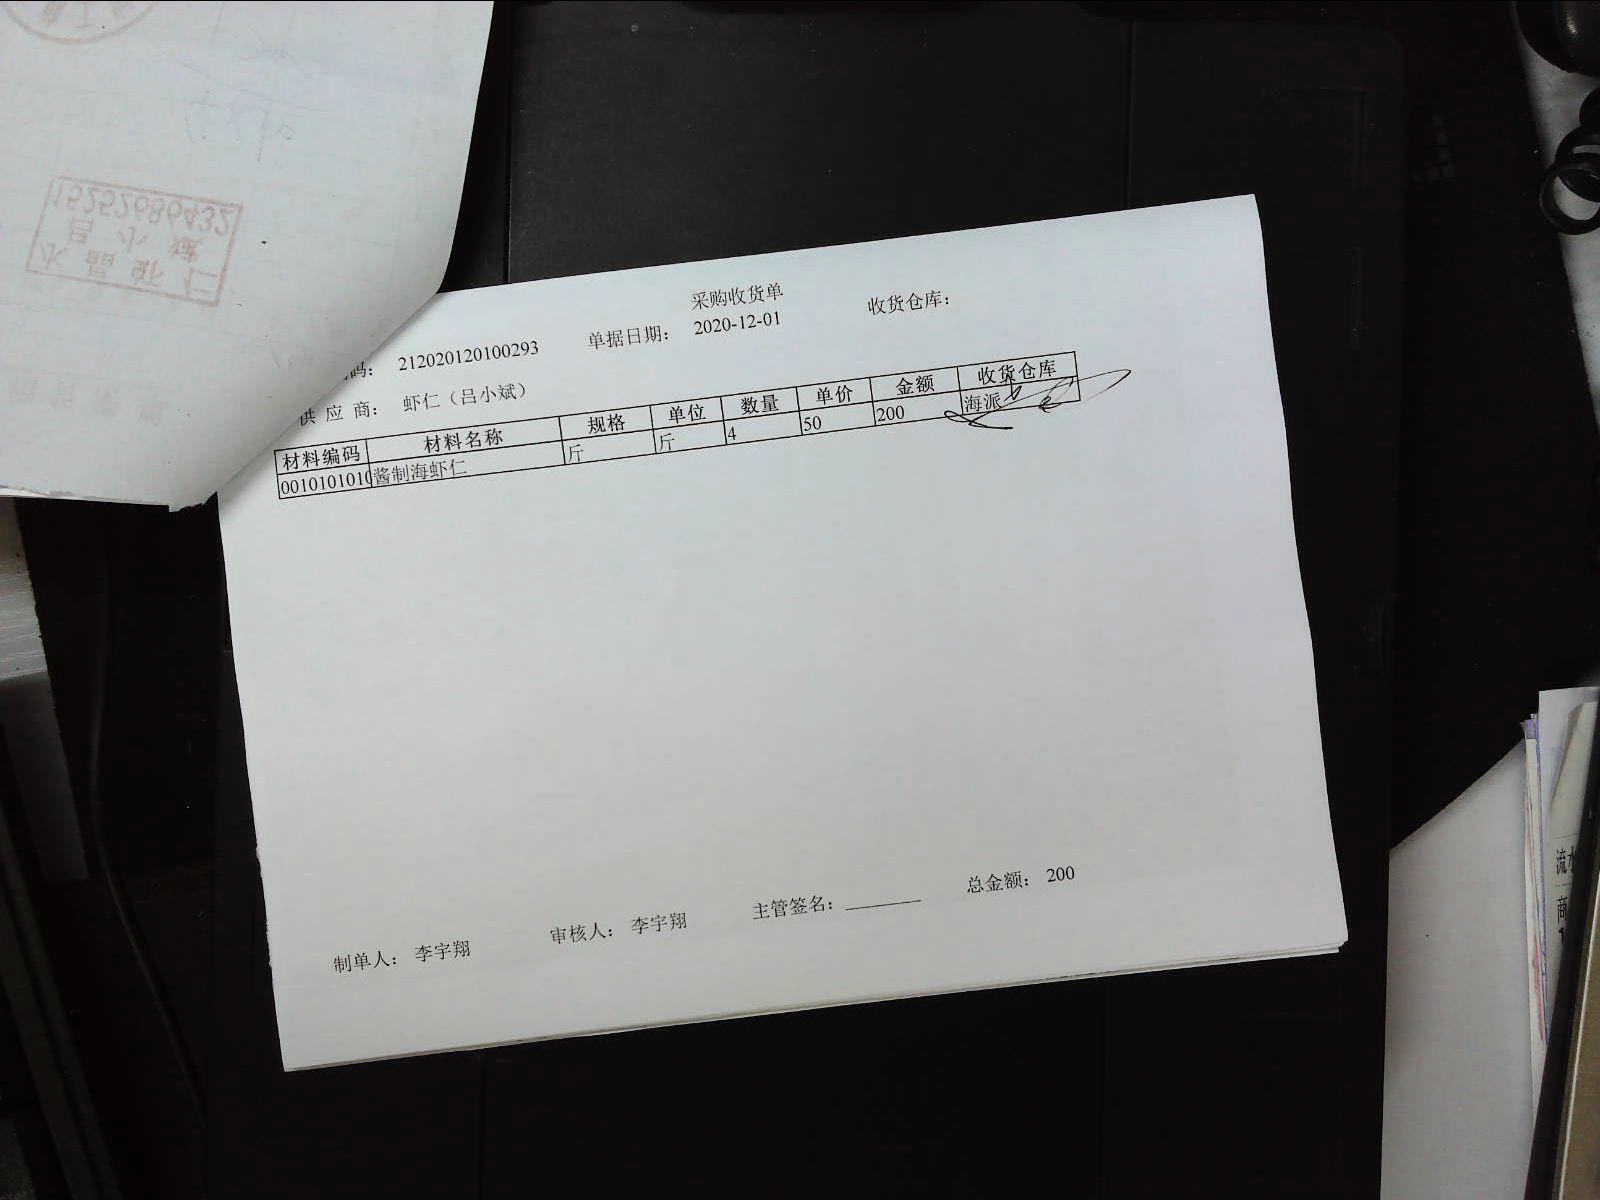 采购收货单
码： 212020120100293 单据日期： 2020-12-01 收货仓库：
供 应 商： 虾仁（吕小斌）
材料编码 材料名称 规格 单位 数量 单价 金额 收货仓库
0010101010 酱制海虾仁 斤 斤 4 50 200 海派
总金额： 200
制单人： 李宇翔 审核人： 李宇翔 主管签名：
15252686432
流水
商